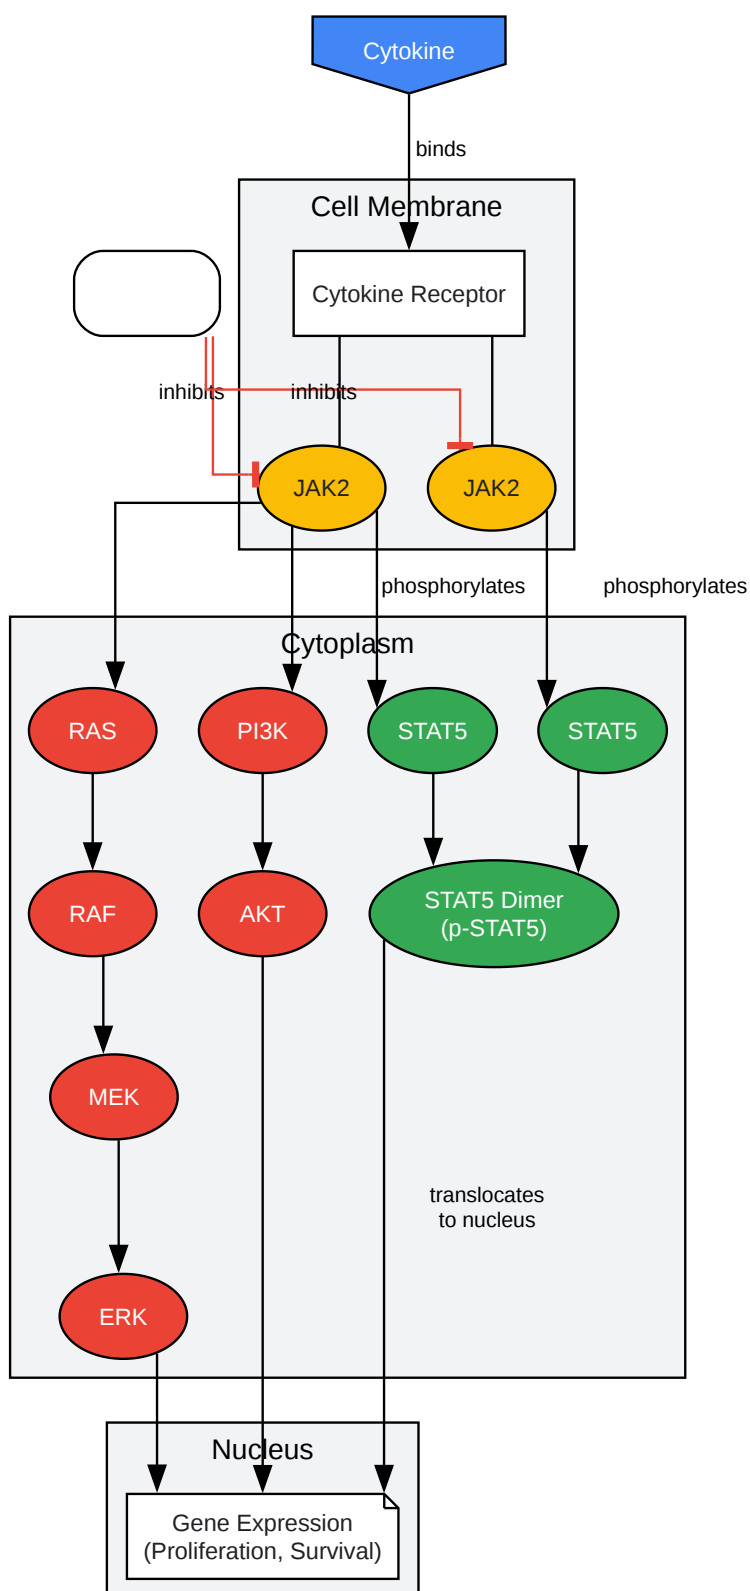 Cytokine
binds
Cell Membrane
Cytokine Receptor
inhibits
inhibits
JAK2
JAK2
phosphorylates
phosphorylates
Cytoplasm
RAS
PI3K
STAT5
STAT5
RAF
AKT
STAT5 Dimer
(p-STAT5)
MEK
translocates
to nucleus
ERK
Nucleus
Gene Expression
(Proliferation, Survival)